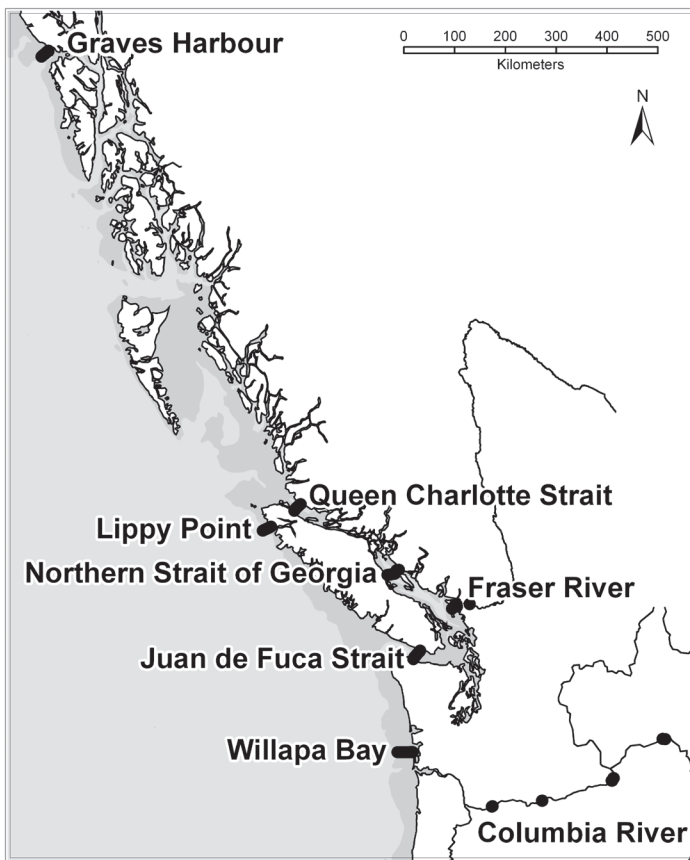 Graves Harbour
0 100 200 300 400 500
Kilometers
N
Queen Charlotte Strait
Lippy Point
Northern Strait of Georgia
Fraser River
Juan de Fuca Strait
Willapa Bay
Columbia River